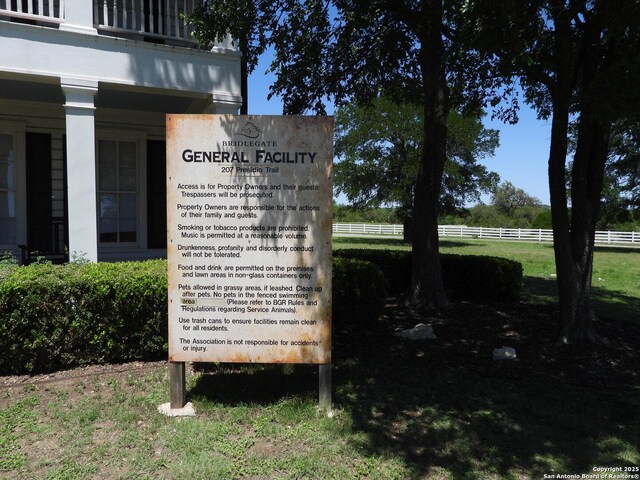 BRIDLEGATE
GENERAL FACILITY
207 Presidio Trail
Access is for Property Owners and their guests.
Trespassers will be prosecuted.
Property Owners are responsible for the actions
of their family and guests.
Smoking or tobacco products are prohibited.
Music is permitted at a reasonable volume.
Drunkenness, profanity and disorderly conduct
will not be tolerated.
Food and drink are permitted on the premises
and lawn areas in non-glass containers only.
Pets allowed in grassy areas, if leashed. Clean up
after pets. No pets in the fenced swimming
area (Please refer to BGR Rules and
Regulations regarding Service Animals).
Use trash cans to ensure facilities remain clean
for all residents.
The Association is not responsible for accidents
or injury.
Copyright 2025
San Antonio Board of Realtors®